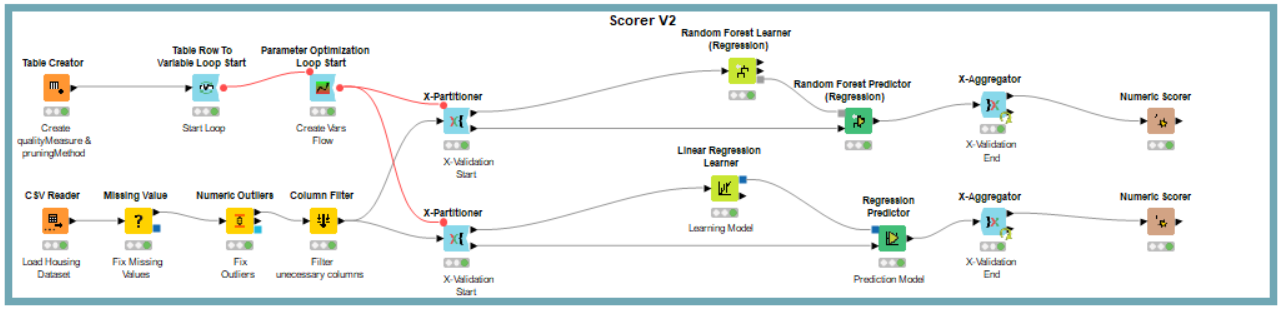 Scorer V2
Table Creator
Create
qualityMeasure &
pruningMethod
Table Row To
Variable Loop Start
Start Loop
Parameter Optimization
Loop Start
Create Vars
Flow
X-Partitioner
X-Validation
Start
Random Forest Learner
(Regression)
Random Forest Predictor
(Regression)
X-Aggregator
X-Validation
End
Numeric Scorer
CSV Reader
Load Housing
Dataset
Missing Value
?
Fix Missing
Values
Numeric Outliers
Fix
Outliers
Column Filter
Filter
unecessary columns
X-Partitioner
X-Validation
Start
Linear Regression
Learner
Learning Model
Regression
Predictor
Prediction Model
X-Aggregator
X-Validation
End
Numeric Scorer